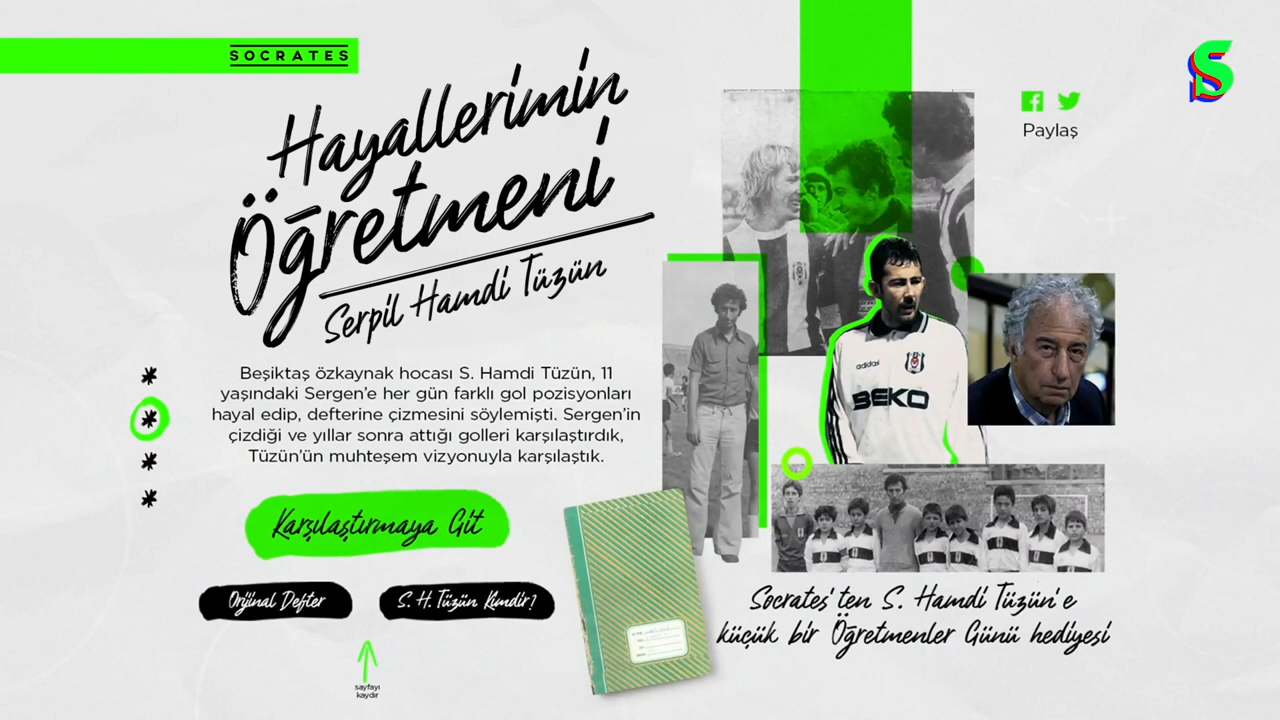 SOCRATES
Hayallerimin
Öğretmeni
Serpil Hamdi Tüzün
Beşiktaş özkaynak hocası S. Hamdi Tüzün, 11
yaşındaki Sergen'e her gün farklı gol pozisyonları
hayal edip, defterine çizmesini söylemişti. Sergen'in
çizdiği ve yıllar sonra attığı golleri karşılaştırdık,
Tüzün'ün muhteşem vizyonuyla karşılaştık.
Karşılaştırmaya Git
Orijinal Defter
S. H. Tüzün Kimdir?
sayfayı
kaydır
S
Paylaş
adidas
BEKO
Socrates'ten S. Hamdi Tüzün'e
küçük bir Öğretmenler Günü hediyesi